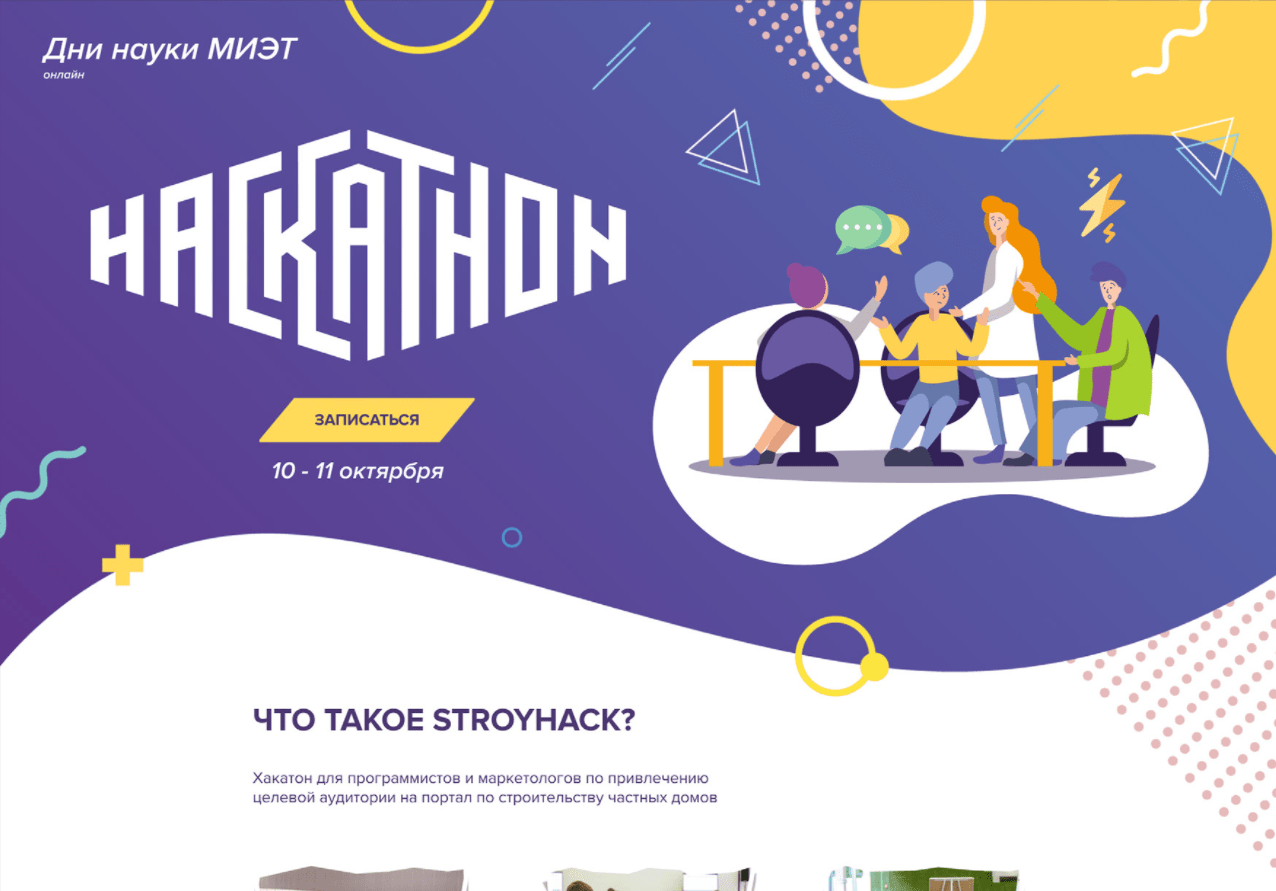 Дни науки МИЭТ
онлайн
HACKATHON
ЗАПИСАТЬСЯ
10 - 11 октярбря
ЧТО ТАКОЕ STROYHACK?
Хакатон для программистов и маркетологов по привлечению
целевой аудитории на портал по строительству частных домов